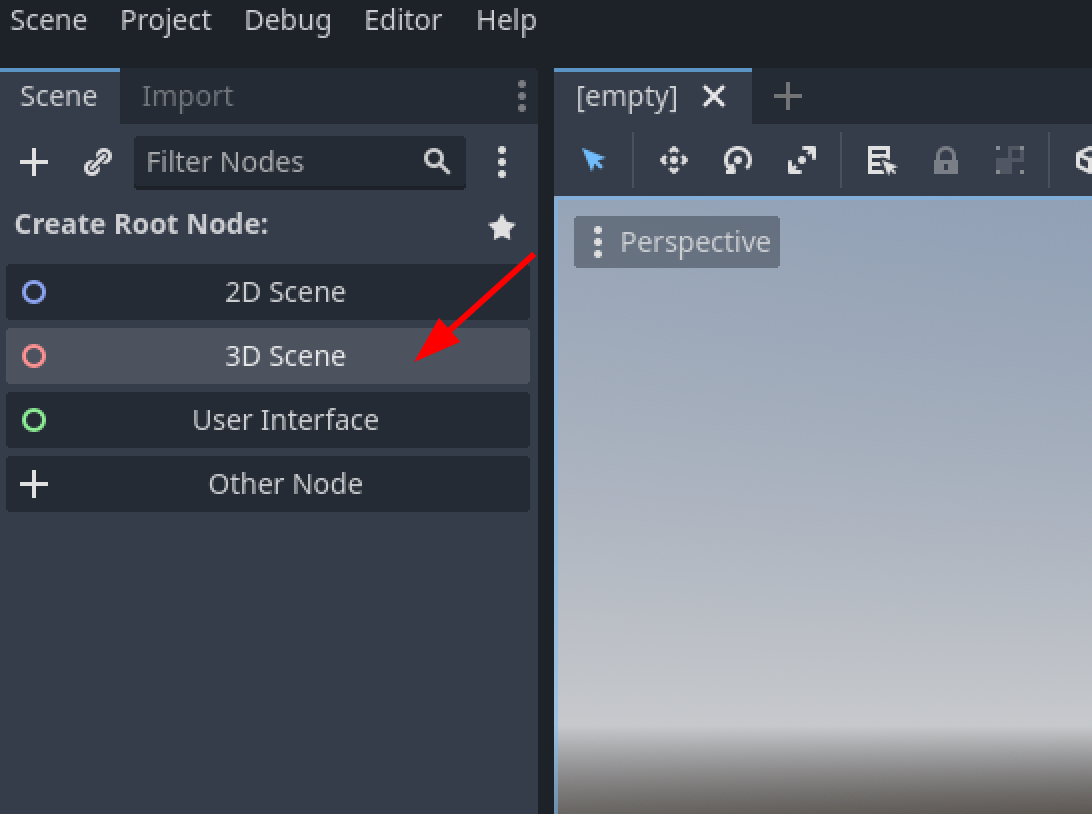 Scene Project Debug Editor Help
Scene Import
[empty]
Filter Nodes
Create Root Node:
Perspective
2D Scene
3D Scene
User Interface
Other Node